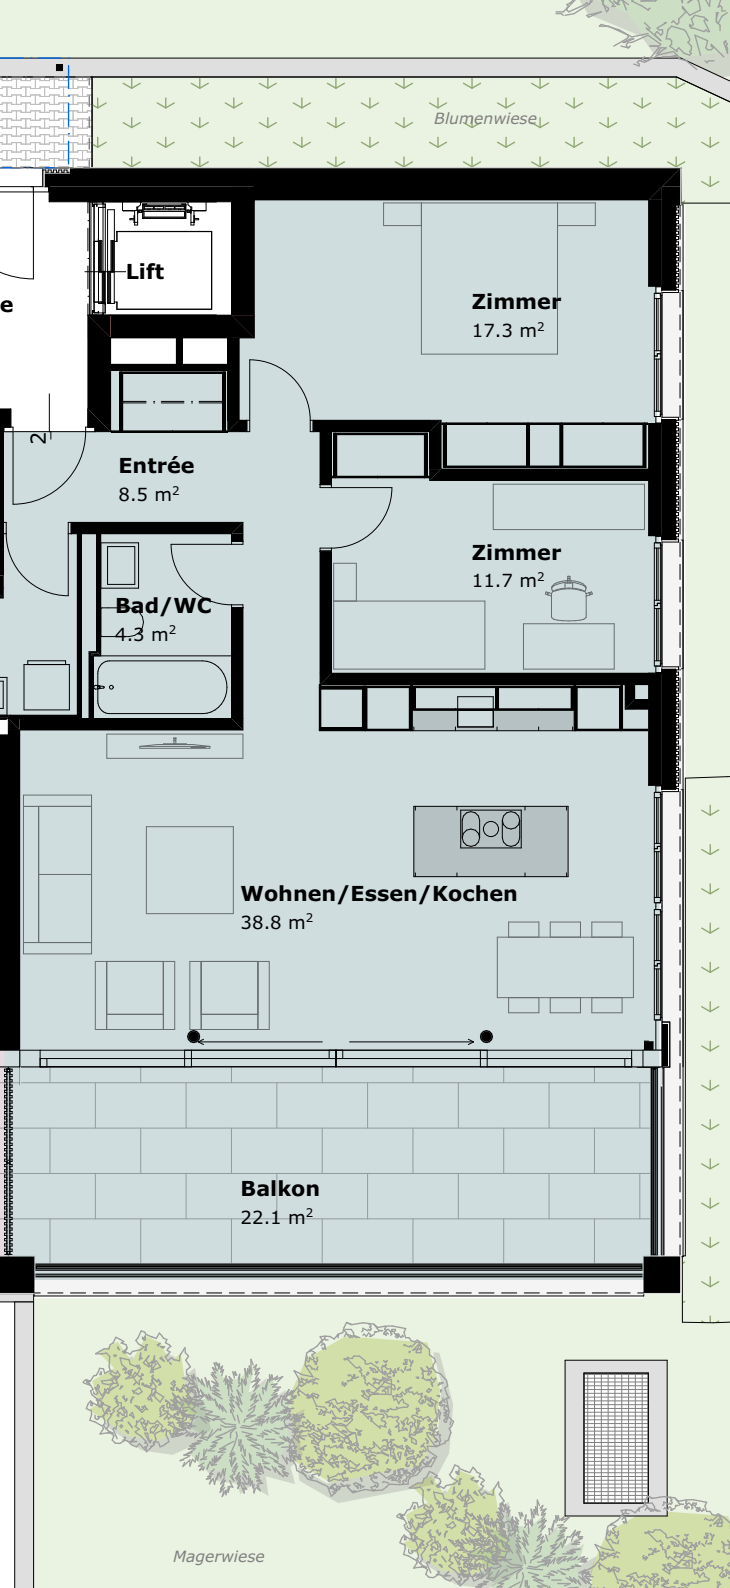 Blumenwiese
Lift
Zimmer
17.3 m²
e
2
Entrée
8.5 m²
Zimmer
11.7 m²
Bad/WC
4.3 m²
Wohnen/Essen/Kochen
38.8 m²
Balkon
22.1 m²
Magerwiese